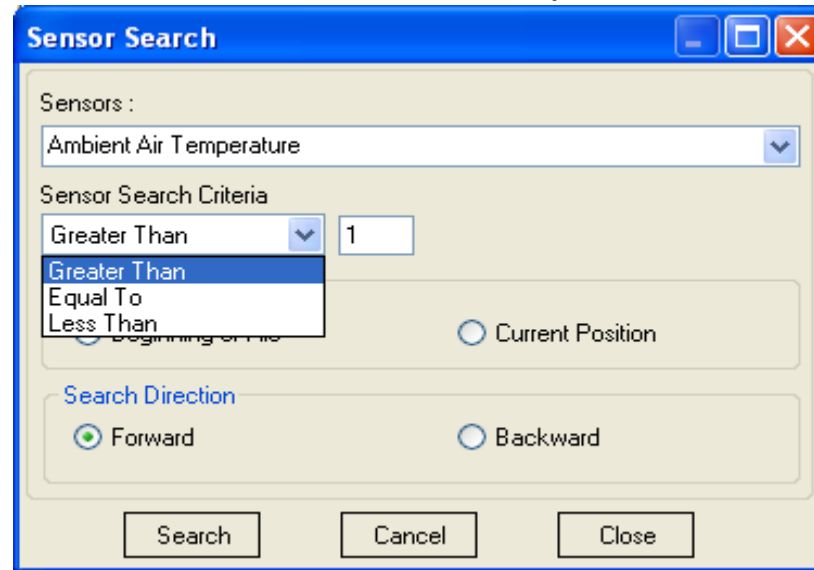 Sensor Search
Sensors :
Ambient Air Temperature
Sensor Search Criteria
Greater Than 1
Greater Than
Equal To
Less Than
Current Position
Search Direction
Forward Backward
Search Cancel Close